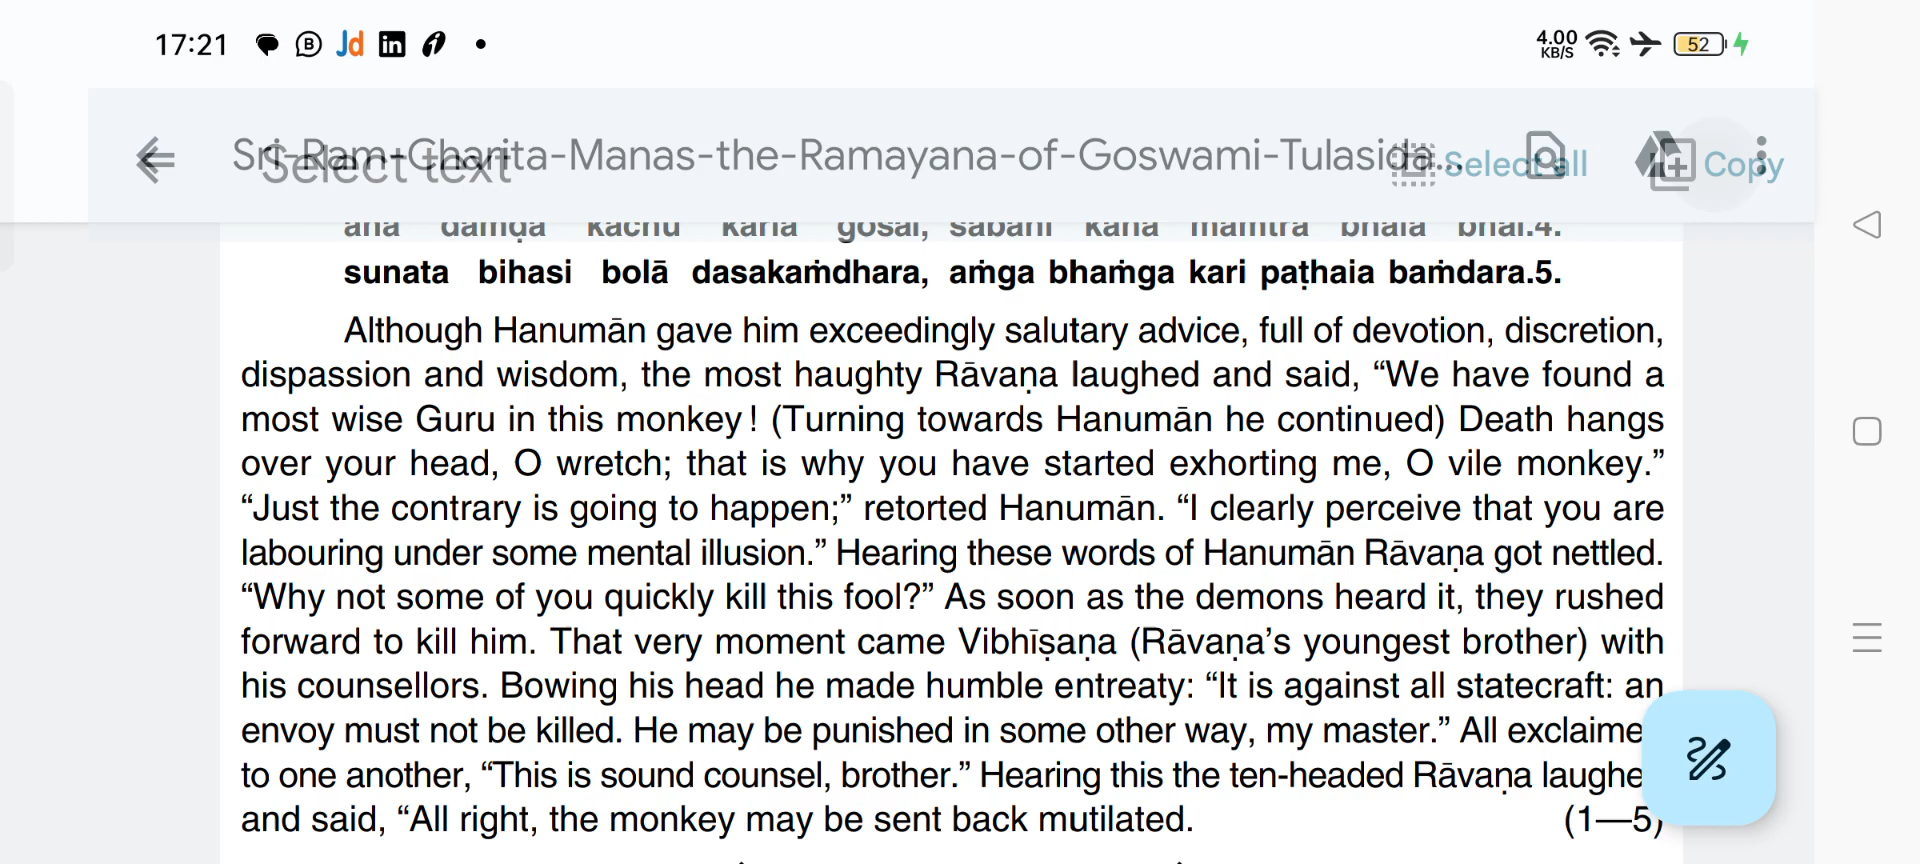 17:21
4.00
KB/S
52
Sri-Ram-Charita-Manas-the-Ramayana-of-Goswami-Tulasida...
Select text
Select all
Copy
sunata bihasi bolā dasakaṁdhara, aṁga bhaṁga kari paṭhaia baṁdara.5.
Although Hanumān gave him exceedingly salutary advice, full of devotion, discretion,
dispassion and wisdom, the most haughty Rāvaṇa laughed and said, “We have found a
most wise Guru in this monkey! (Turning towards Hanumān he continued) Death hangs
over your head, O wretch; that is why you have started exhorting me, O vile monkey.”
“Just the contrary is going to happen;” retorted Hanumān. “I clearly perceive that you are
labouring under some mental illusion.” Hearing these words of Hanumān Rāvaṇa got nettled.
“Why not some of you quickly kill this fool?” As soon as the demons heard it, they rushed
forward to kill him. That very moment came Vibhīṣaṇa (Rāvaṇa’s youngest brother) with
his counsellors. Bowing his head he made humble entreaty: “It is against all statecraft: an
envoy must not be killed. He may be punished in some other way, my master.” All exclaime
to one another, “This is sound counsel, brother.” Hearing this the ten-headed Rāvaṇa laughe
and said, “All right, the monkey may be sent back mutilated. (1—5)